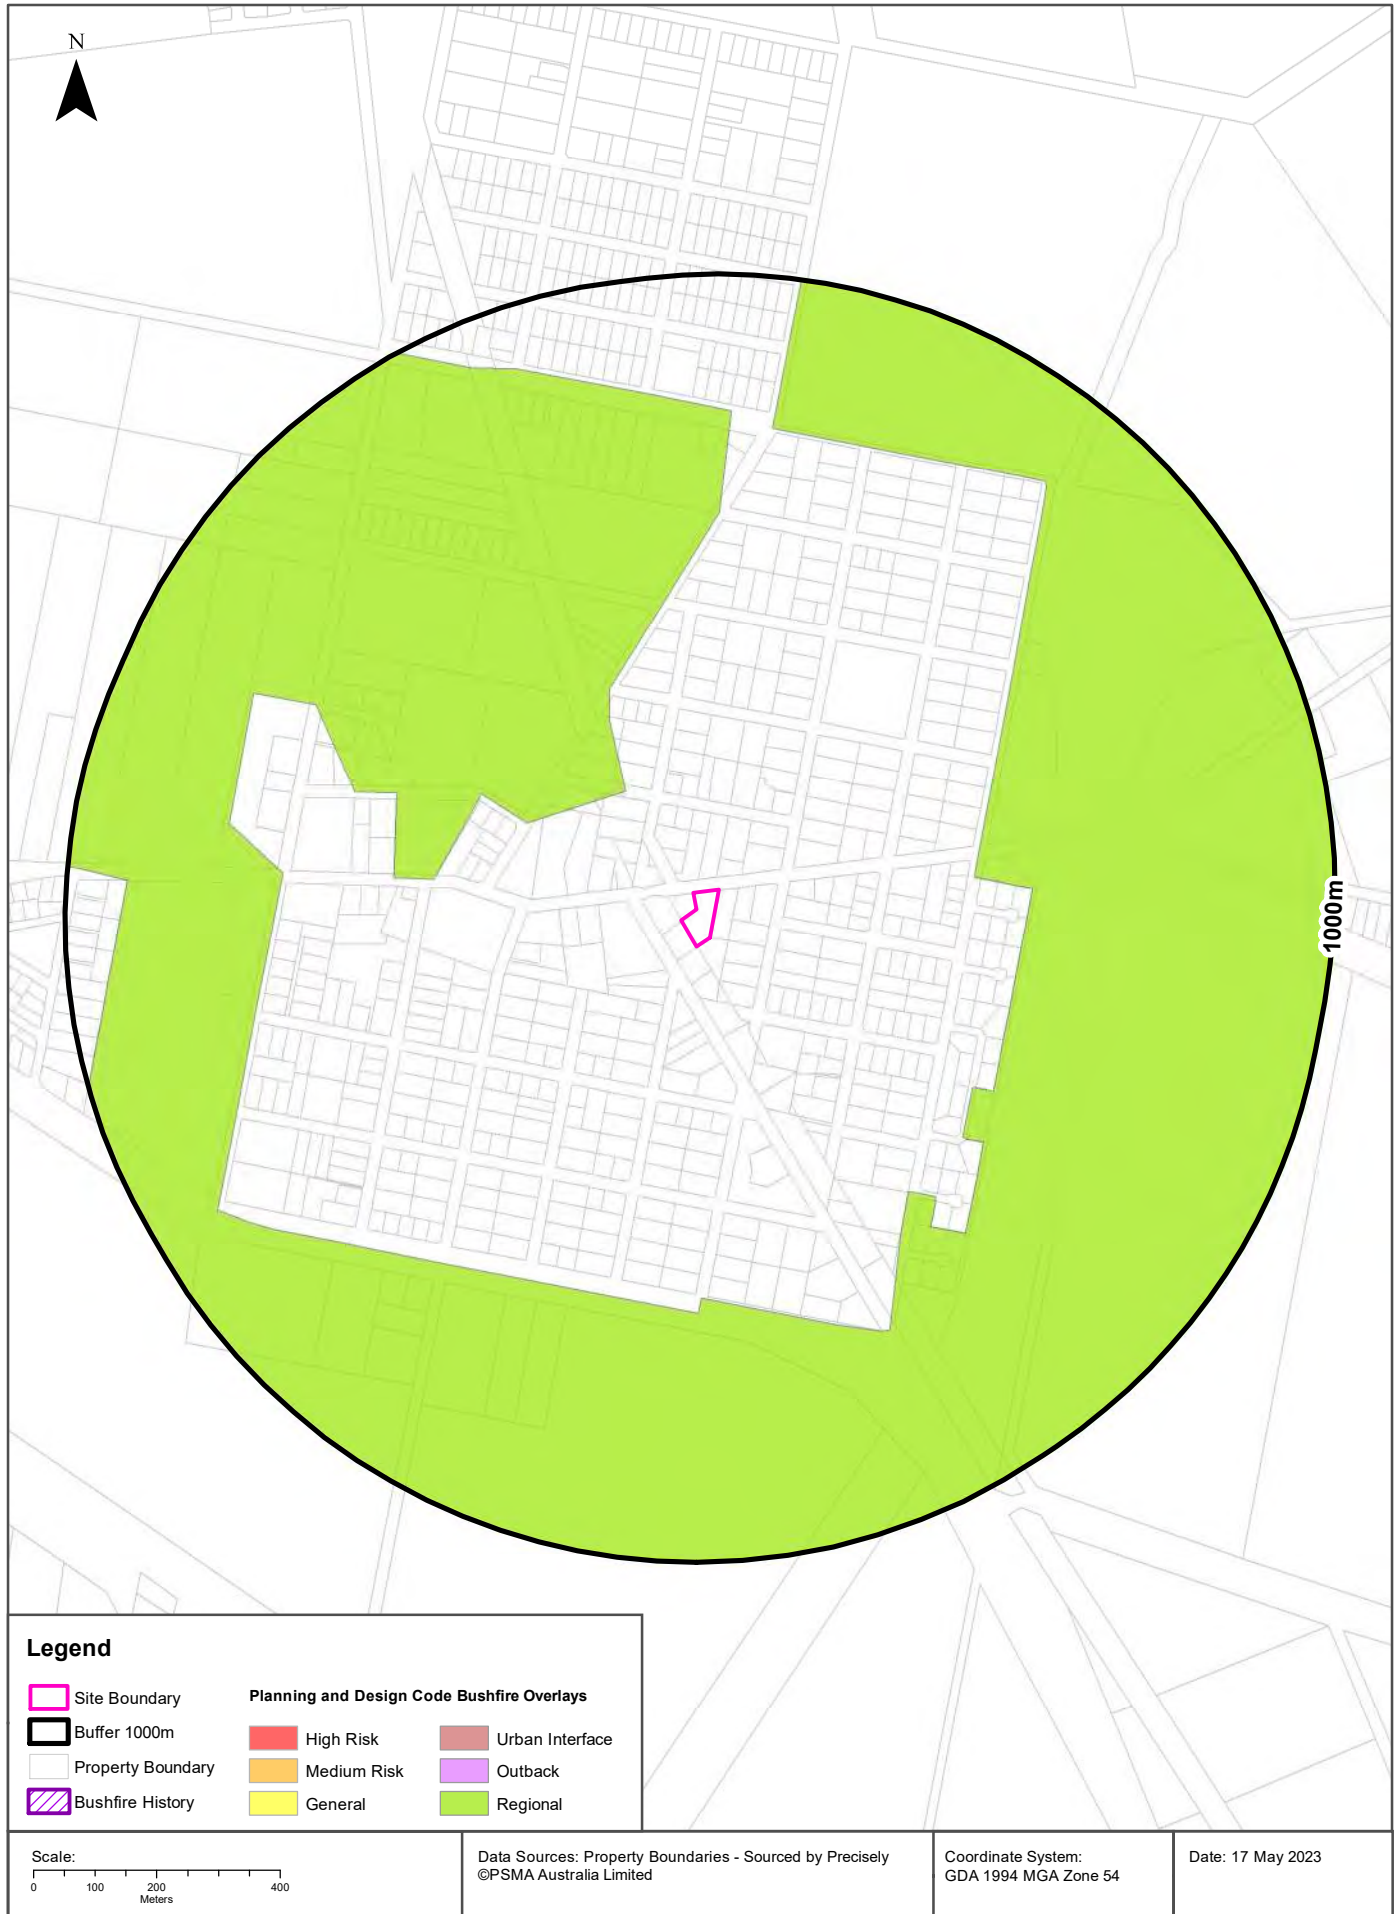 N
1000m
Legend
Site Boundary
Buffer 1000m
Property Boundary
Bushfire History
Planning and Design Code Bushfire Overlays
High Risk
Medium Risk
General
Urban Interface
Outback
Regional
Scale:
0 100 200 400
Meters
Data Sources: Property Boundaries - Sourced by Precisely
©PSMA Australia Limited
Coordinate System:
GDA 1994 MGA Zone 54
Date: 17 May 2023